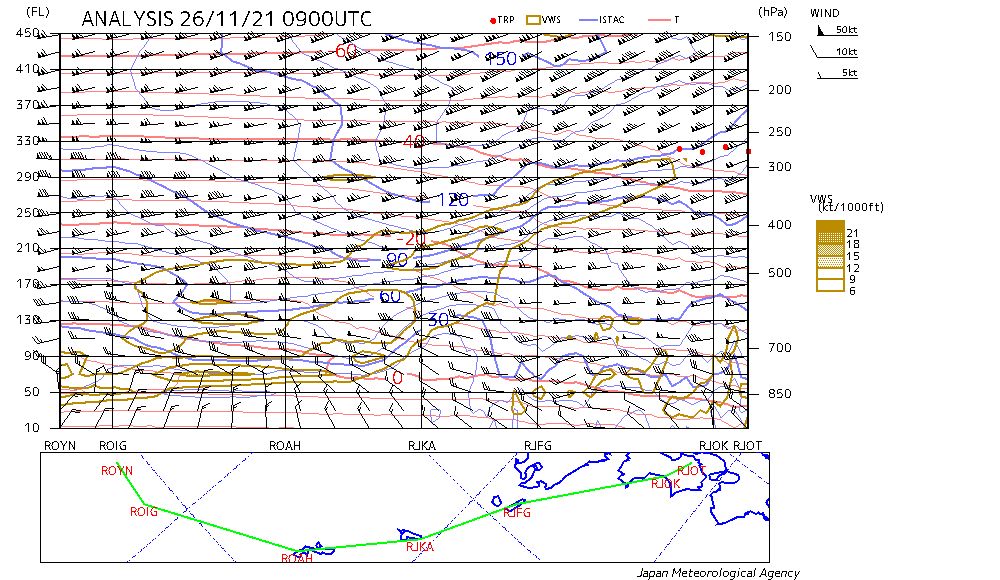 (FL) ANALYSIS 26/11/21 0900UTC TRP VWS ISTAC T (hPa) WIND
450 60 150 150 50kt
410 10kt
5kt
370 200
330 -40 250
290 300
120 VWS
250 (kt/1000ft)
-20 400
210 90 21
18
15
12
170 60 500 9
6
130 30
90 700
0
50 850
10
ROYN ROIG ROAH RJKA RJFG RJOK RJOT
ROYN RJOT
RJOK
ROIG RJFG
RJKA
ROAH
Japan Meteorological Agency